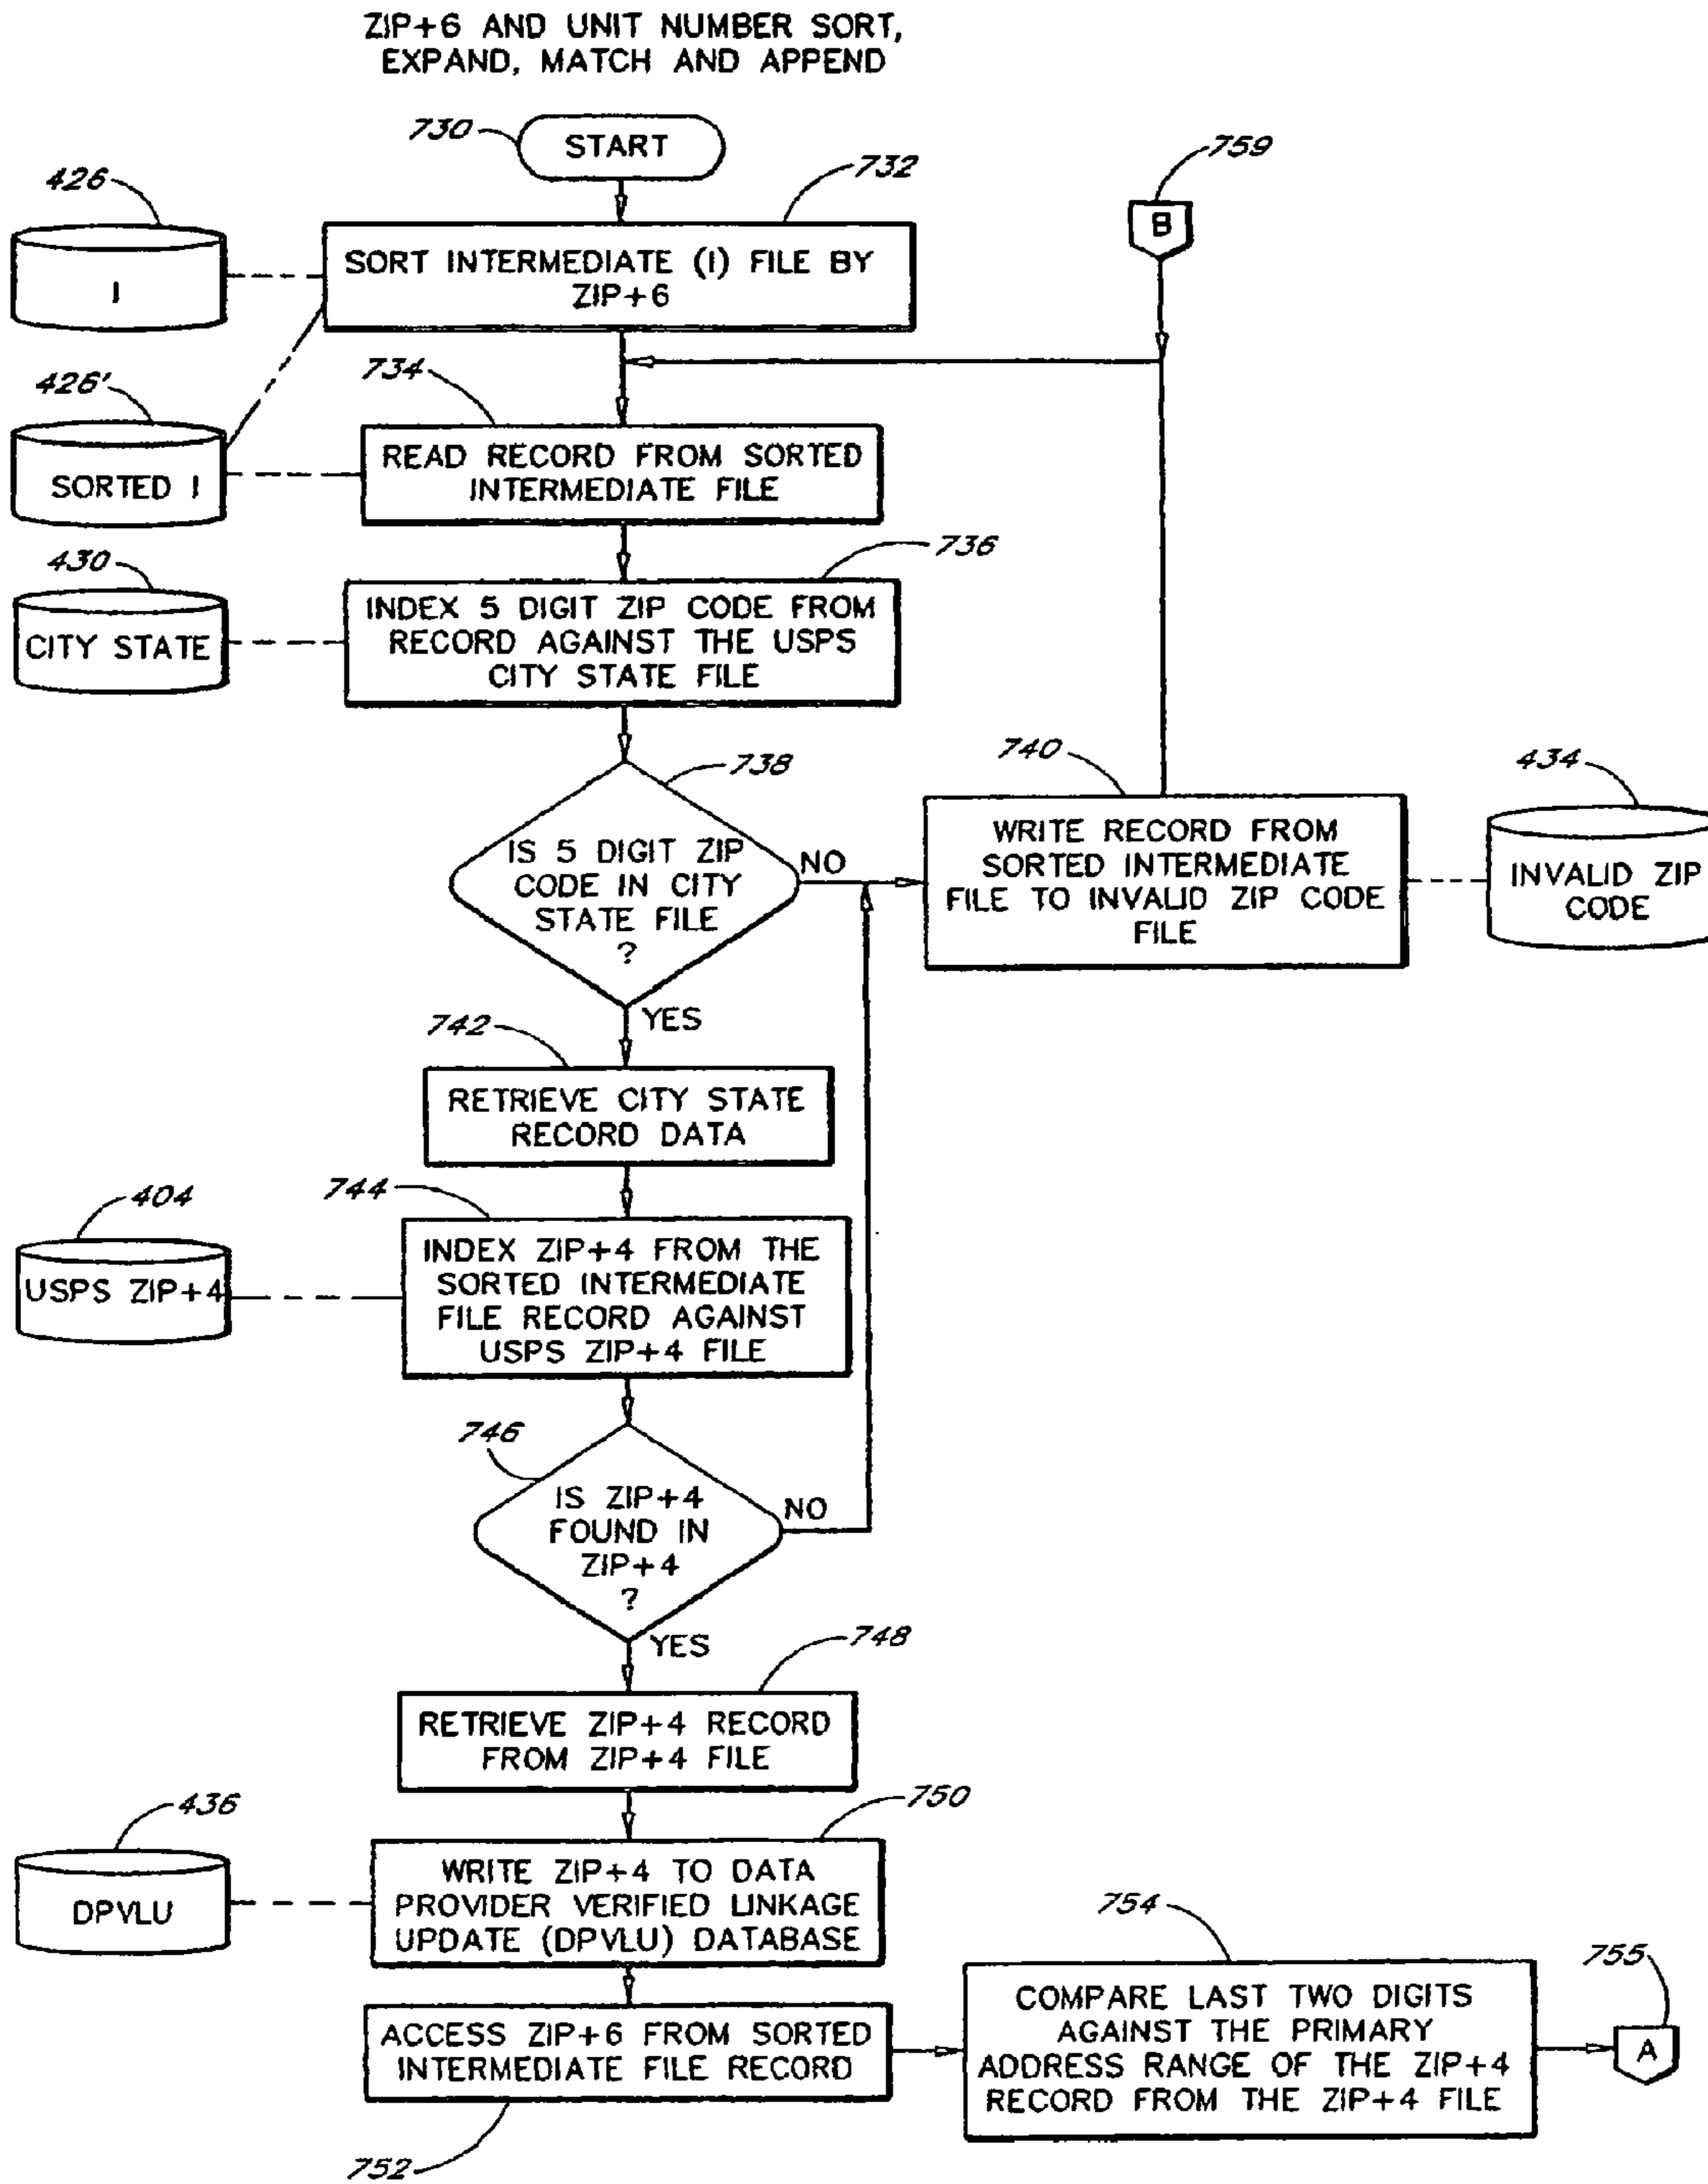 ZIP+6 AND UNIT NUMBER SORT,
EXPAND, MATCH AND APPEND
730
START
732
759
B
426
I
SORT INTERMEDIATE (I) FILE BY
ZIP+6
426'
SORTED I
734
READ RECORD FROM SORTED
INTERMEDIATE FILE
430
CITY STATE
736
INDEX 5 DIGIT ZIP CODE FROM
RECORD AGAINST THE USPS
CITY STATE FILE
738
IS 5 DIGIT ZIP
CODE IN CITY
STATE FILE
?
NO
740
WRITE RECORD FROM
SORTED INTERMEDIATE
FILE TO INVALID ZIP CODE
FILE
434
INVALID ZIP
CODE
YES
742
RETRIEVE CITY STATE
RECORD DATA
404
USPS ZIP+4
744
INDEX ZIP+4 FROM THE
SORTED INTERMEDIATE
FILE RECORD AGAINST
USPS ZIP+4 FILE
746
IS ZIP+4
FOUND IN
ZIP+4
?
NO
YES
748
RETRIEVE ZIP+4 RECORD
FROM ZIP+4 FILE
436
DPVLU
750
WRITE ZIP+4 TO DATA
PROVIDER VERIFIED LINKAGE
UPDATE (DPVLU) DATABASE
ACCESS ZIP+6 FROM SORTED
INTERMEDIATE FILE RECORD
752
754
COMPARE LAST TWO DIGITS
AGAINST THE PRIMARY
ADDRESS RANGE OF THE ZIP+4
RECORD FROM THE ZIP+4 FILE
755
A